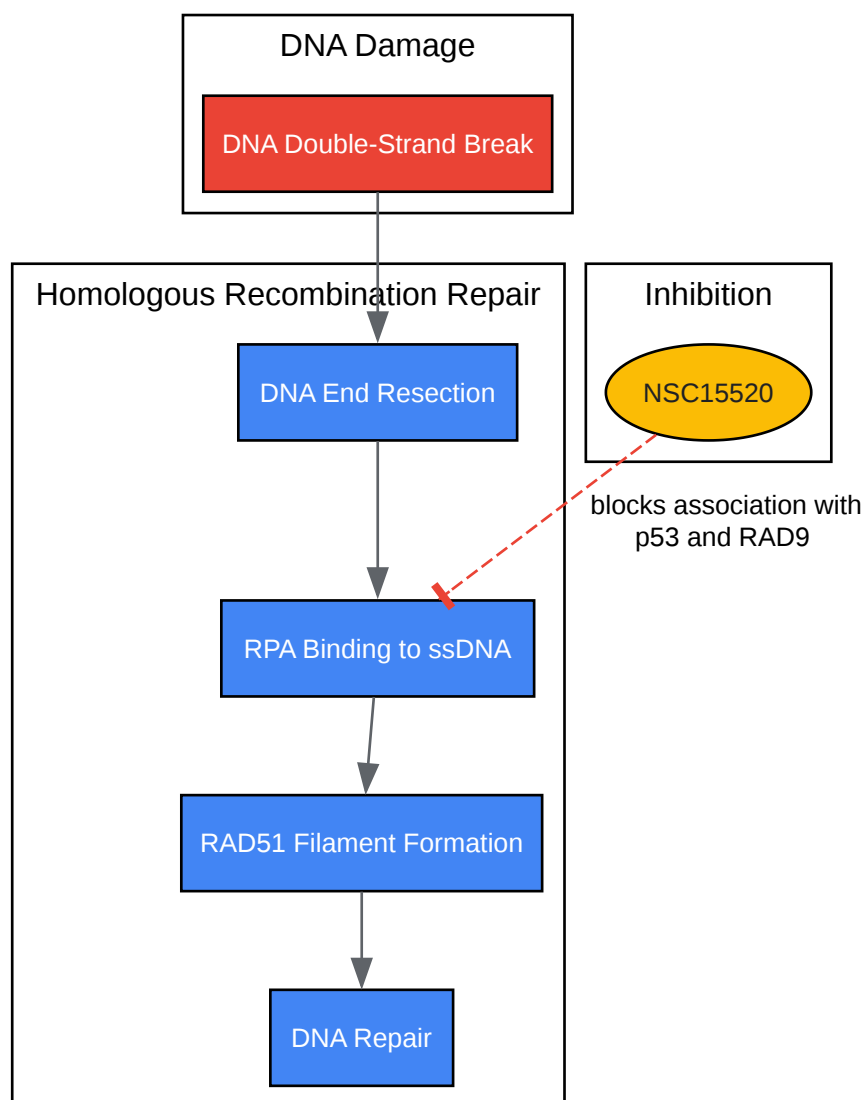 DNA Damage
DNA Double-Strand Break
Homologous Recombination Repair
Inhibition
DNA End Resection
NSC15520
blocks association with
p53 and RAD9
RPA Binding to ssDNA
RAD51 Filament Formation
DNA Repair